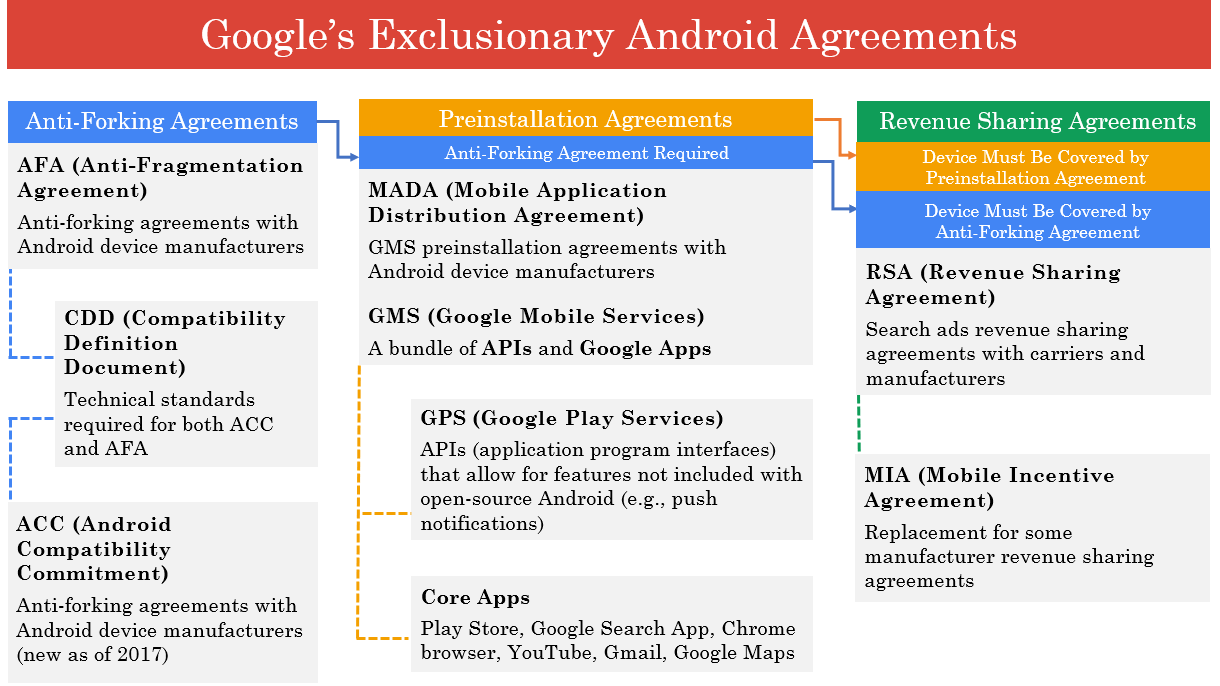 Google's Exclusionary Android Agreements
Anti-Forking Agreements
AFA (Anti-Fragmentation
Agreement)
Anti-forking agreements with
Android device manufacturers
CDD (Compatibility
Definition
Document)
Technical standards
required for both ACC
and AFA
ACC (Android
Compatibility
Commitment)
Anti-forking agreements with
Android device manufacturers
(new as of 2017)
Preinstallation Agreements
Anti-Forking Agreement Required
MADA (Mobile Application
Distribution Agreement)
GMS preinstallation agreements with
Android device manufacturers
GMS (Google Mobile Services)
A bundle of APIs and Google Apps
GPS (Google Play Services)
APIs (application program interfaces)
that allow for features not included with
open-source Android (e.g., push
notifications)
Core Apps
Play Store, Google Search App, Chrome
browser, YouTube, Gmail, Google Maps
Revenue Sharing Agreements
Device Must Be Covered by
Preinstallation Agreement
Device Must Be Covered by
Anti-Forking Agreement
RSA (Revenue Sharing
Agreement)
Search ads revenue sharing
agreements with carriers and
manufacturers
MIA (Mobile Incentive
Agreement)
Replacement for some
manufacturer revenue sharing
agreements